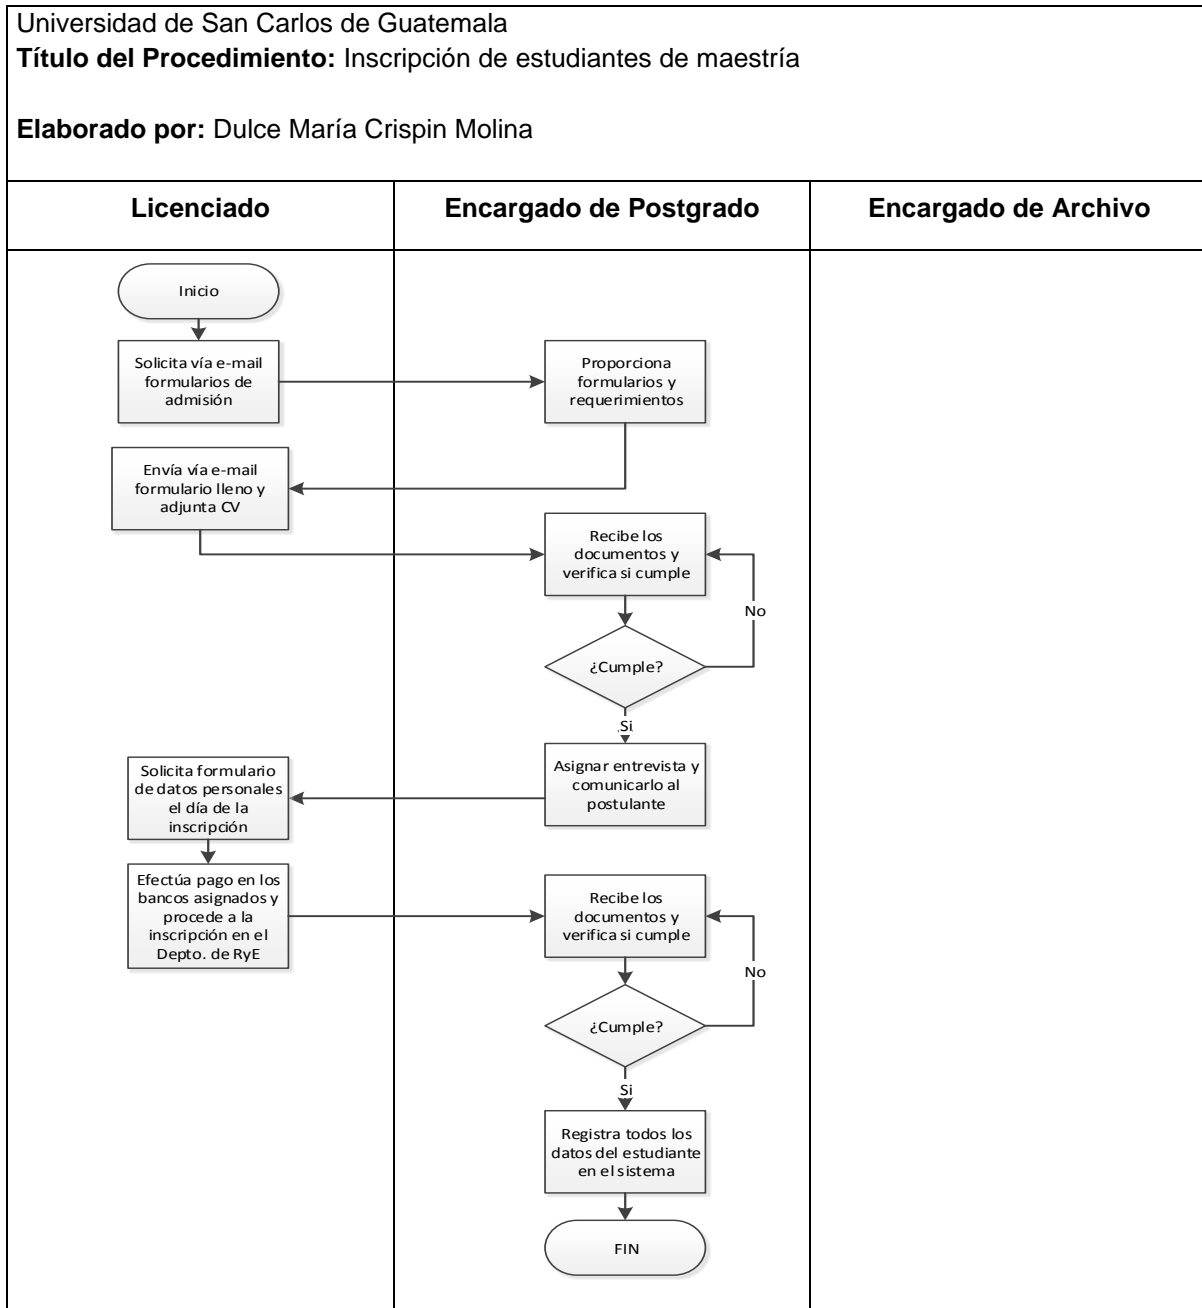 Universidad de San Carlos de Guatemala
Título del Procedimiento: Inscripción de estudiantes de maestría
Elaborado por: Dulce María Crispin Molina
Licenciado
Encargado de Postgrado
Encargado de Archivo
Inicio
Solicita vía e-mail
formularios de
admisión
Proporciona
formularios y
requerimientos
Envía vía e-mail
formulario lleno y
adjunta CV
Recibe los
documentos y
verifica si cumple
No
¿Cumple?
Si
Asignar entrevista y
comunicarlo al
postulante
Solicita formulario
de datos personales
el día de la
inscripción
Efectúa pago en los
bancos asignados y
procede a la
inscripción en el
Depto. de RyE
Recibe los
documentos y
verifica si cumple
No
¿Cumple?
Si
Registra todos los
datos del estudiante
en el sistema
FIN